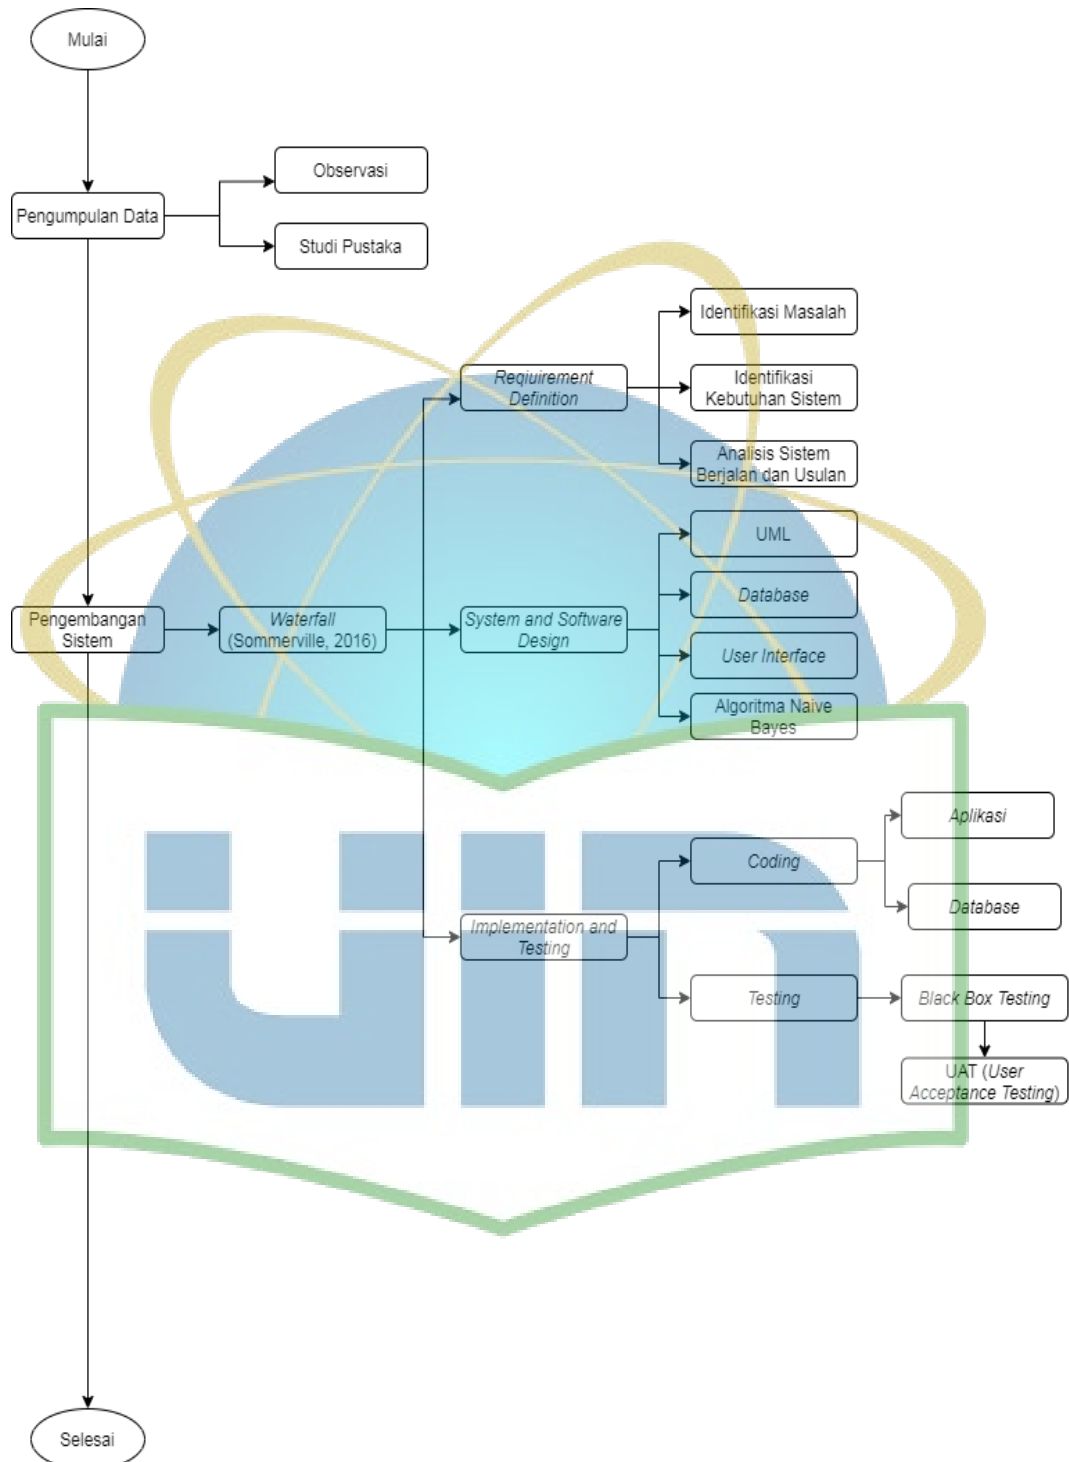 Mulai
Pengumpulan Data
Observasi
Studi Pustaka
Pengembangan
Sistem
Waterfall
(Sommerville, 2016)
Reqiuirement
Definition
Identifikasi Masalah
Identifikasi
Kebutuhan Sistem
Analisis Sistem
Berjalan dan Usulan
System and Software
Design
UML
Database
User Interface
Algoritma Naive
Bayes
Implementation and
Testing
Coding
Aplikasi
Database
Testing
Black Box Testing
UAT (User
Acceptance Testing)
Selesai
uin